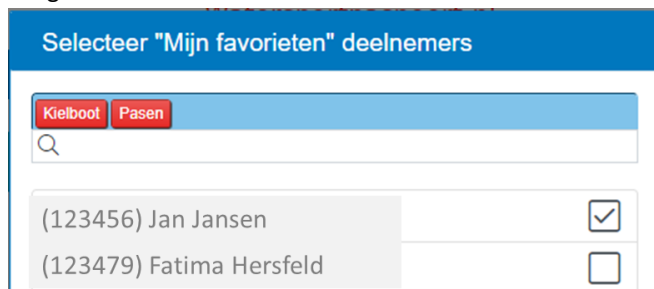 Selecteer "Mijn favorieten" deelnemers
Kielboot Pasen
(123456) Jan Jansen
(123479) Fatima Hersfeld